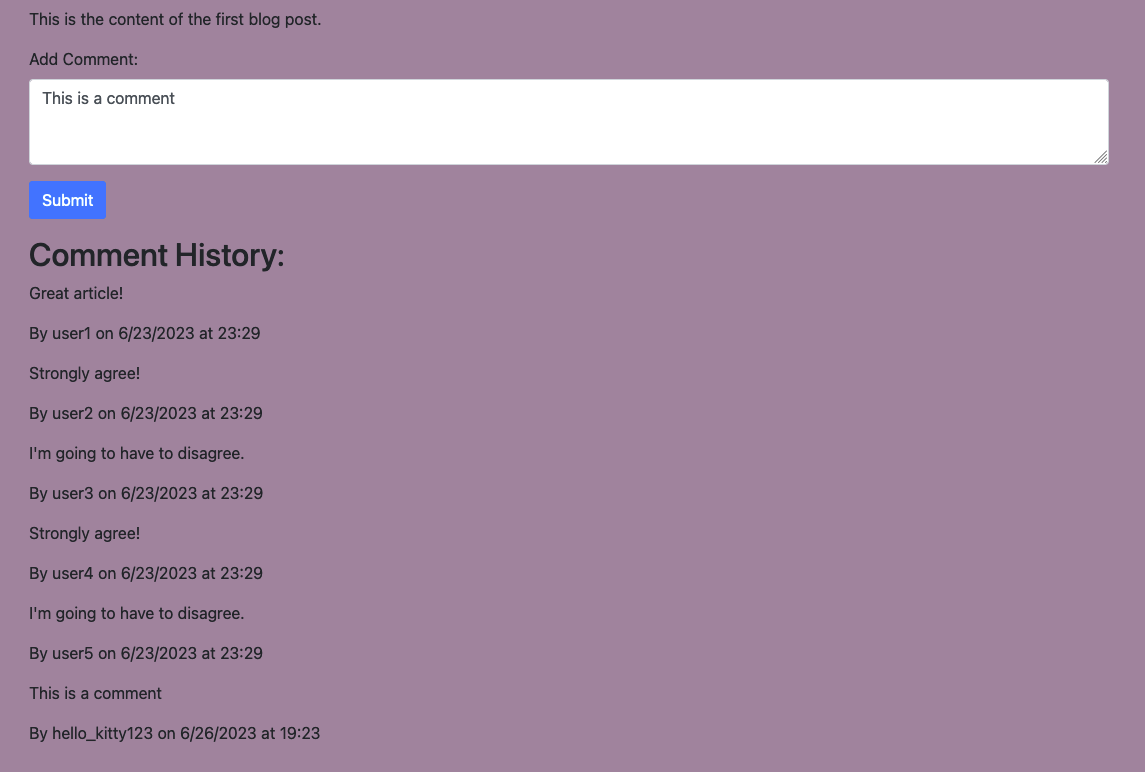 This is the content of the first blog post.
Add Comment:
This is a comment
Submit
Comment History:
Great article!
By user1 on 6/23/2023 at 23:29
Strongly agree!
By user2 on 6/23/2023 at 23:29
I'm going to have to disagree.
By user3 on 6/23/2023 at 23:29
Strongly agree!
By user4 on 6/23/2023 at 23:29
I'm going to have to disagree.
By user5 on 6/23/2023 at 23:29
This is a comment
By hello_kitty123 on 6/26/2023 at 19:23